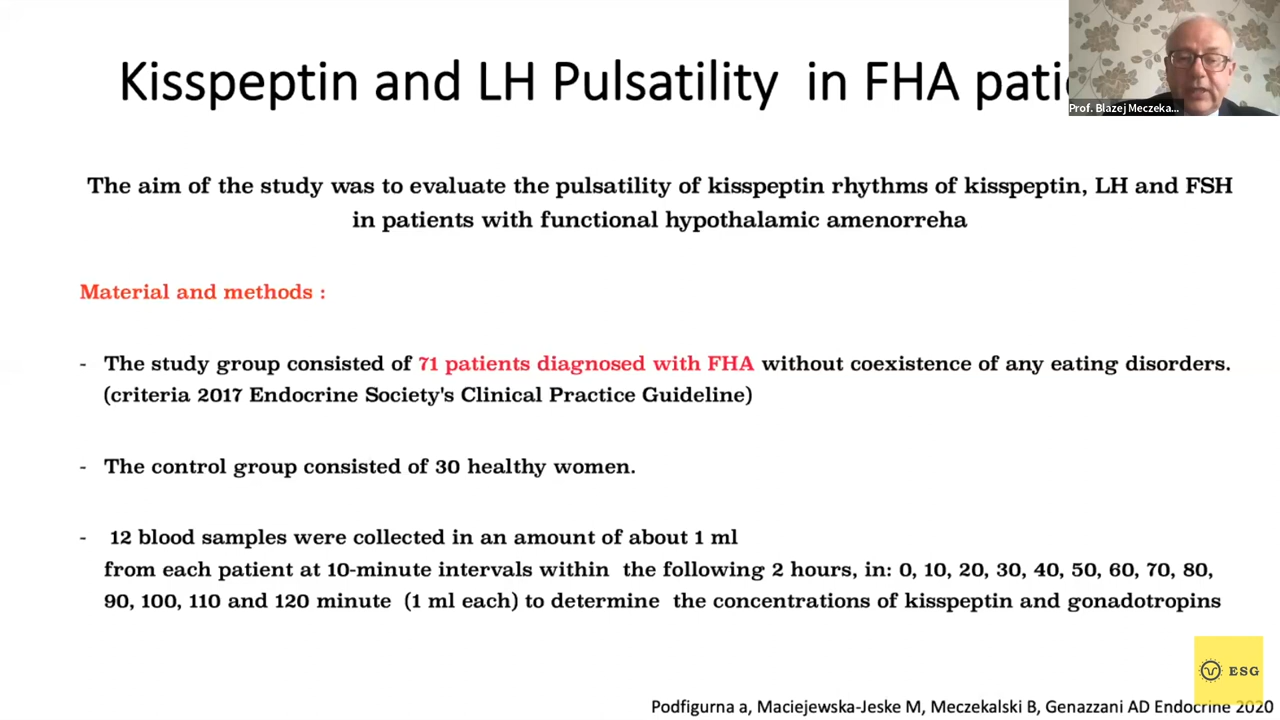 Kisspeptin and LH Pulsatility in FHA pati
Prof. Blazej Meczeka...
The aim of the study was to evaluate the pulsatility of kisspeptin rhythms of kisspeptin, LH and FSH
in patients with functional hypothalamic amenorreha
Material and methods :
- The study group consisted of 71 patients diagnosed with FHA without coexistence of any eating disorders.
(criteria 2017 Endocrine Society's Clinical Practice Guideline)
- The control group consisted of 30 healthy women.
- 12 blood samples were collected in an amount of about 1 ml
from each patient at 10-minute intervals within the following 2 hours, in: 0, 10, 20, 30, 40, 50, 60, 70, 80,
90, 100, 110 and 120 minute (1 ml each) to determine the concentrations of kisspeptin and gonadotropins
ESG
Podfigurna a, Maciejewska-Jeske M, Meczekalski B, Genazzani AD Endocrine 2020